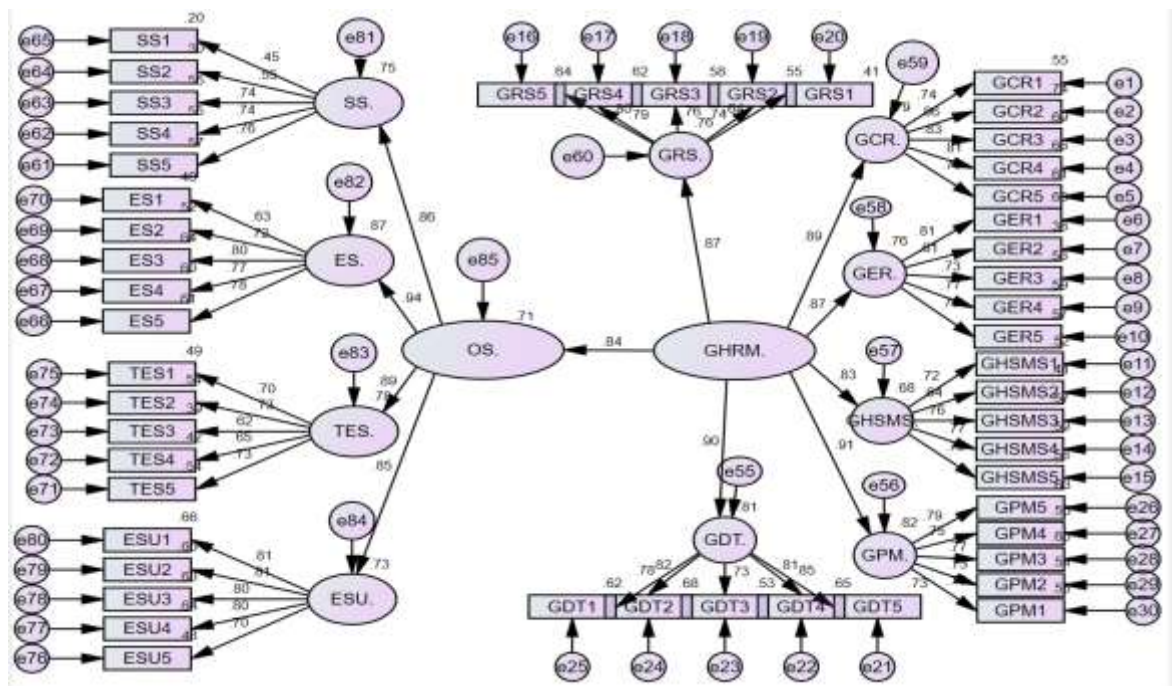 .20
e65 SS1 .45
e64 SS2
e63 SS3 .74
e62 SS4 .74
e61 SS5 .76
e81
.75
SS.
e70 ES1 .63
e69 ES2
e68 ES3 .80
e67 ES4 .77
e66 ES5 .78
e82
.87
ES.
.49
e75 TES1 .70
e74 TES2
e73 TES3 .62
e72 TES4 .65
e71 TES5 .73
e83
TES.
.66
e80 ESU1 .81
e79 ESU2 .81
e78 ESU3 .80
e77 ESU4 .80
e76 ESU5 .70
e84
.73
ESU.
.86
.94
.89
.85
e85
.71
OS.
.84
GHRM.
e16 e17 e18 e19 e20
.64 .62 .58 .55 .41
GRS5 GRS4 GRS3 GRS2 GRS1
.79 .76 .76 .74
e60 GRS.
.87
e59
GCR.
.89
.55
.74 GCR1 e1
GCR2 e2
.83 GCR3 e3
.81 GCR4 e4
GCR5 e5
e58
.76
GER.
.87
.81 GER1 e6
.81 GER2 e7
.73 GER3 e8
GER4 e9
GER5 e10
e57
.68
GHSMS
.83
.72 GHSMS1 e11
GHSMS2 e12
.76 GHSMS3 e13
.77 GHSMS4 e14
GHSMS5 e15
e56
.82
GPM.
.91
.79 GPM5 e26
.75 GPM4 e27
.77 GPM3 e28
GPM2 e29
.73 GPM1 e30
.90
e55
.81
GDT.
.78 .82 .73 .81 .85
.62 .68 .53 .65
GDT1 GDT2 GDT3 GDT4 GDT5
e25 e24 e23 e22 e21